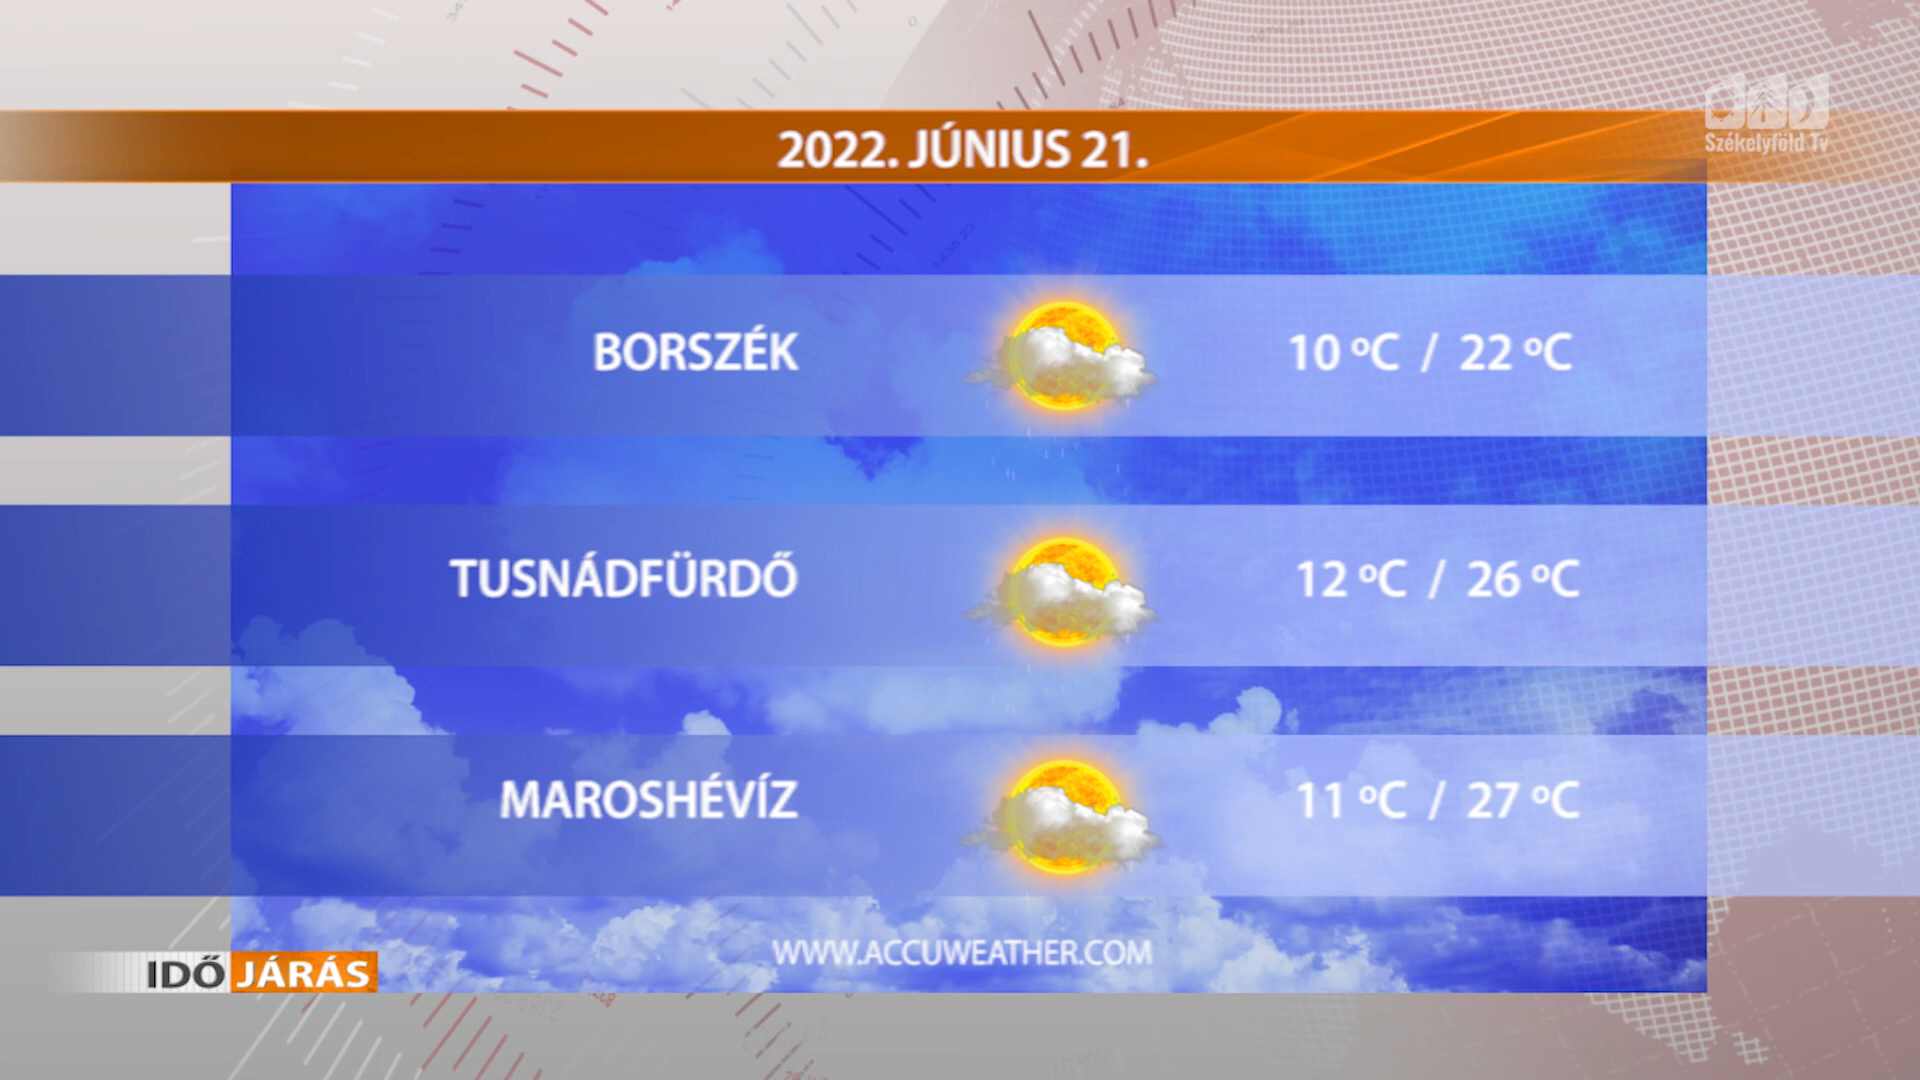 2022. JÚNIUS 21.
Székelyföld Tv
BORSZÉK 10 ºC / 22 ºC
TUSNÁDFÜRDŐ 12 ºC / 26 ºC
MAROSHÉVÍZ 11 ºC / 27 ºC
WWW.ACCUWEATHER.COM
IDŐJÁRÁS